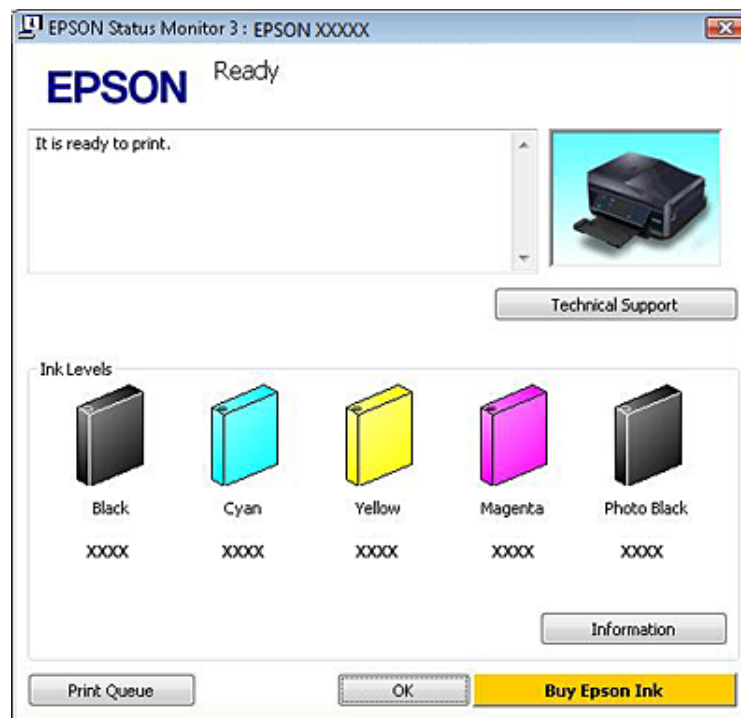 EPSON Status Monitor 3 : EPSON XXXXX
EPSON
Ready
It is ready to print.
Technical Support
Ink Levels
Black Cyan Yellow Magenta Photo Black
XXXX XXXX XXXX XXXX XXXX
Information
Print Queue OK Buy Epson Ink